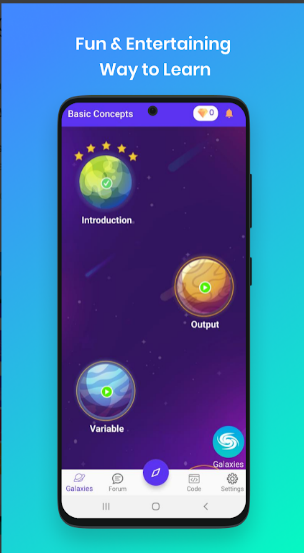 Fun & Entertaining
Way to Learn
Basic Concepts
0
Introduction
Output
Variable
Galaxies
Galaxies
Forum
Code
Settings